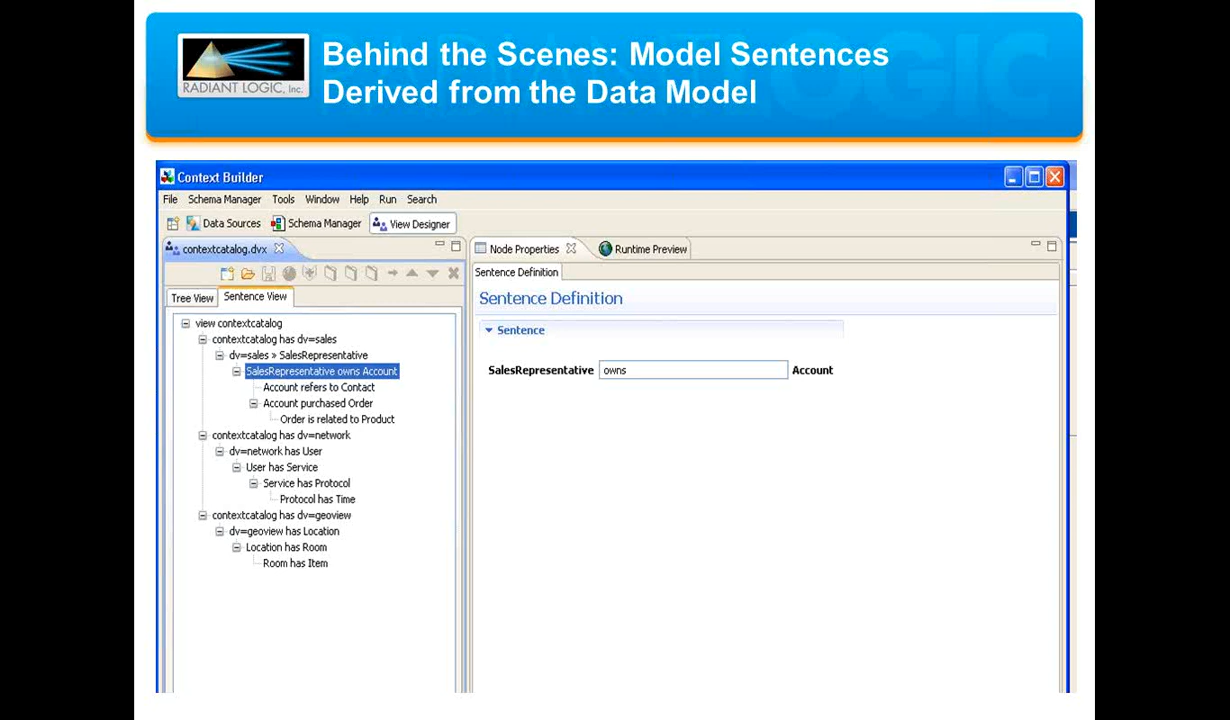 Behind the Scenes: Model Sentences
Derived from the Data Model
RADIANT LOGIC, Inc.
Context Builder
File Schema Manager Tools Window Help Run Search
Data Sources Schema Manager View Designer
contextcatalog.dvx
Node Properties Runtime Preview
Tree View Sentence View
Sentence Definition
Sentence Definition
Sentence
SalesRepresentative owns Account
view contextcatalog
contextcatalog has dv=sales
dv=sales » SalesRepresentative
SalesRepresentative owns Account
Account refers to Contact
Account purchased Order
Order is related to Product
contextcatalog has dv=network
dv=network has User
User has Service
Service has Protocol
Protocol has Time
contextcatalog has dv=geoview
dv=geoview has Location
Location has Room
Room has Item